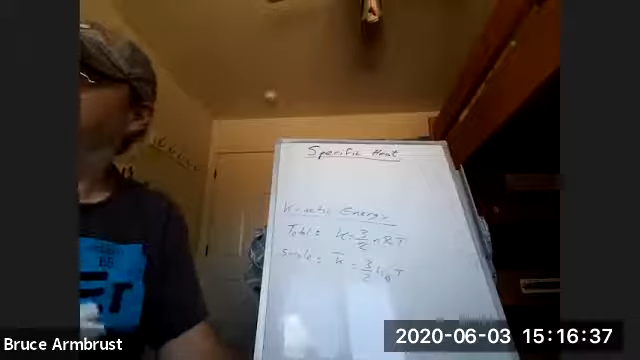 Specific Heat
Kinetic Energy
Total: K = 3/2 nRT
Single: K̅ = 3/2 k_B T
Bruce Armbrust
2020-06-03 15:16:37